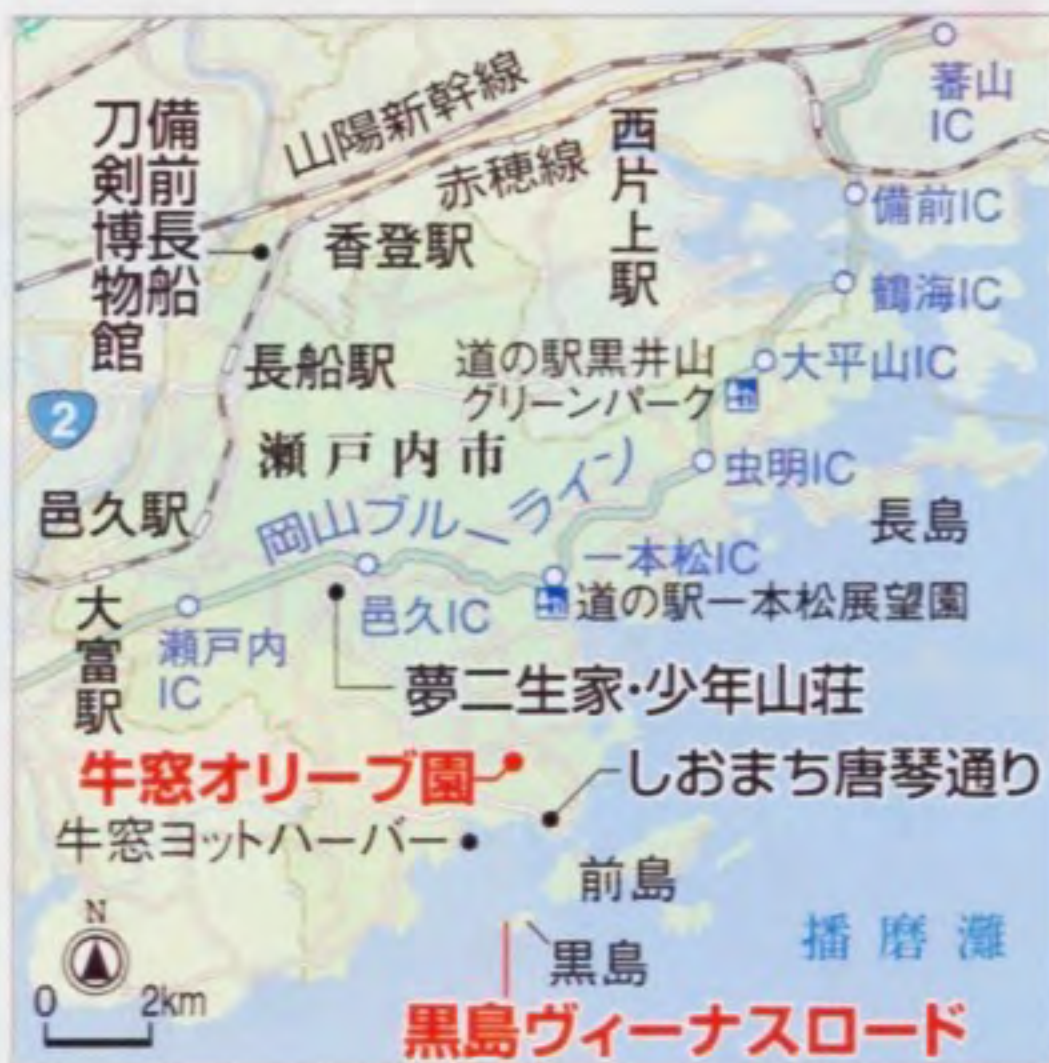 蕃山
IC
山陽新幹線
赤穂線
備前長船
刀剣博物館
西片上駅
備前IC
香登駅
鶴海IC
長船駅
道の駅黒井山
グリーンパーク
大平山IC
2
瀬戸内市
虫明IC
邑久駅
岡山ブルーライン
長島
一本松IC
道の駅一本松展望園
大富駅
瀬戸内
IC
邑久IC
夢二生家・少年山荘
牛窓オリーブ園
しおまち唐琴通り
牛窓ヨットハーバー
前島
播磨灘
黒島
N
0 2km
黒島ヴィーナスロード